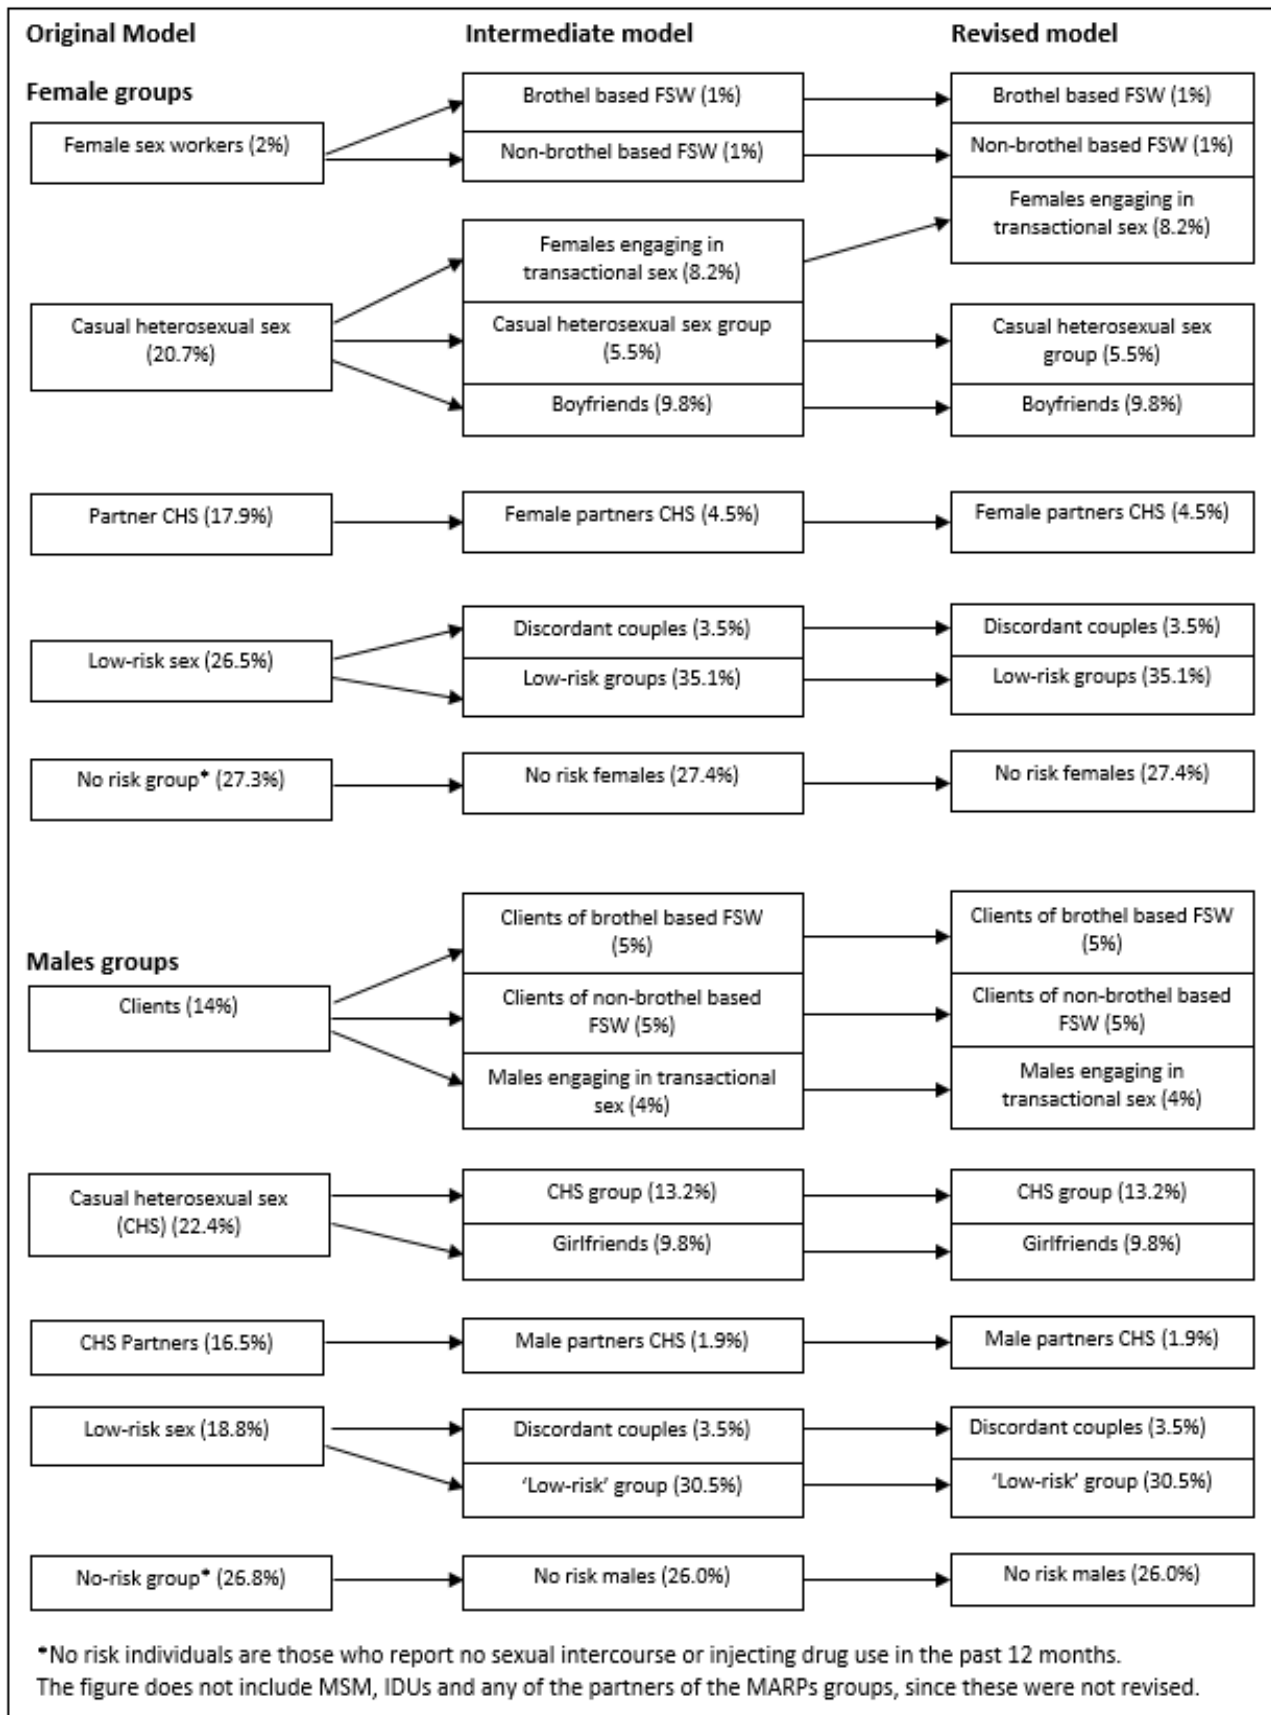 Original Model
Intermediate model
Revised model
Female groups
Female sex workers (2%)
Brothel based FSW (1%)
Non-brothel based FSW (1%)
Brothel based FSW (1%)
Non-brothel based FSW (1%)
Females engaging in
transactional sex (8.2%)
Casual heterosexual sex
(20.7%)
Females engaging in
transactional sex (8.2%)
Casual heterosexual sex group
(5.5%)
Boyfriends (9.8%)
Casual heterosexual sex
group (5.5%)
Boyfriends (9.8%)
Partner CHS (17.9%)
Female partners CHS (4.5%)
Female partners CHS (4.5%)
Low-risk sex (26.5%)
Discordant couples (3.5%)
Low-risk groups (35.1%)
Discordant couples (3.5%)
Low-risk groups (35.1%)
No risk group* (27.3%)
No risk females (27.4%)
No risk females (27.4%)
Males groups
Clients (14%)
Clients of brothel based FSW
(5%)
Clients of non-brothel based
FSW (5%)
Males engaging in transactional
sex (4%)
Clients of brothel based FSW
(5%)
Clients of non-brothel based
FSW (5%)
Males engaging in
transactional sex (4%)
Casual heterosexual sex
(CHS) (22.4%)
CHS group (13.2%)
Girlfriends (9.8%)
CHS group (13.2%)
Girlfriends (9.8%)
CHS Partners (16.5%)
Male partners CHS (1.9%)
Male partners CHS (1.9%)
Low-risk sex (18.8%)
Discordant couples (3.5%)
‘Low-risk’ group (30.5%)
Discordant couples (3.5%)
‘Low-risk’ group (30.5%)
No-risk group* (26.8%)
No risk males (26.0%)
No risk males (26.0%)
*No risk individuals are those who report no sexual intercourse or injecting drug use in the past 12 months.
The figure does not include MSM, IDUs and any of the partners of the MARPs groups, since these were not revised.